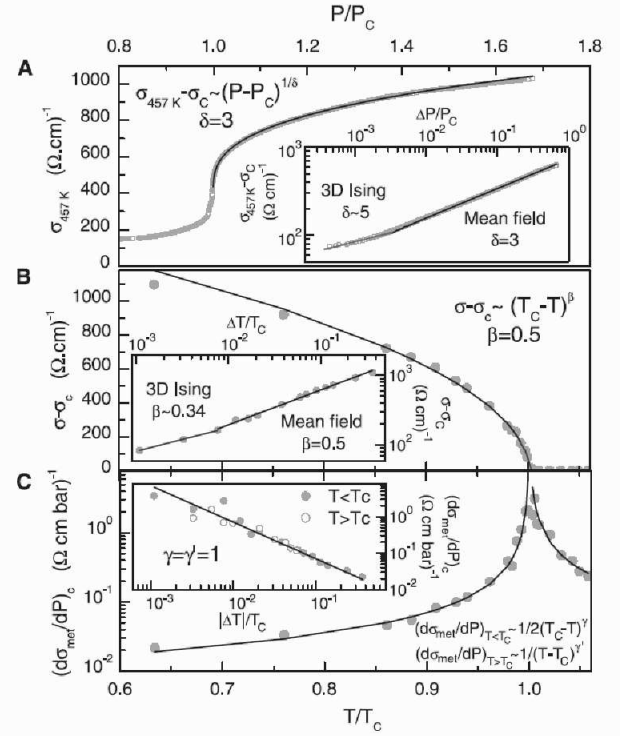 P/P_C
0.8 1.0 1.2 1.4 1.6 1.8
A
1000
800
600
400
200
0
σ_457 K (Ω.cm)^-1
σ_457 K-σ_C~(P-P_C)^1/δ
δ=3
ΔP/P_C
10^-3 10^-2 10^-1 10^0
10^3
10^2
σ_457 K-σ_C
(Ω cm)^-1
3D Ising
δ~5
Mean field
δ=3
B
1000
800
600
400
200
0
σ-σ_c (Ω.cm)^-1
σ-σ_c~ (T_C-T)^β
β=0.5
ΔT/T_C
10^-3 10^-2 10^-1
10^3
10^2
σ-σ_C
(Ω cm)^-1
3D Ising
β~0.34
Mean field
β=0.5
C
10^0
10^-1
10^-2
(dσ_met/dP)_c (Ω cm bar)^-1
T<Tc
T>Tc
γ=γ'=1
10^1
10^0
10^-1
10^-2
(dσ_met/dP)_c
(Ω cm bar)^-1
10^-3 10^-2 10^-1
|ΔT|/T_C
(dσ_met/dP)_T<T_C~1/2(T_C-T)^γ
(dσ_met/dP)_T>T_C~1/(T-T_C)^γ'
0.6 0.7 0.8 0.9 1.0
T/T_C